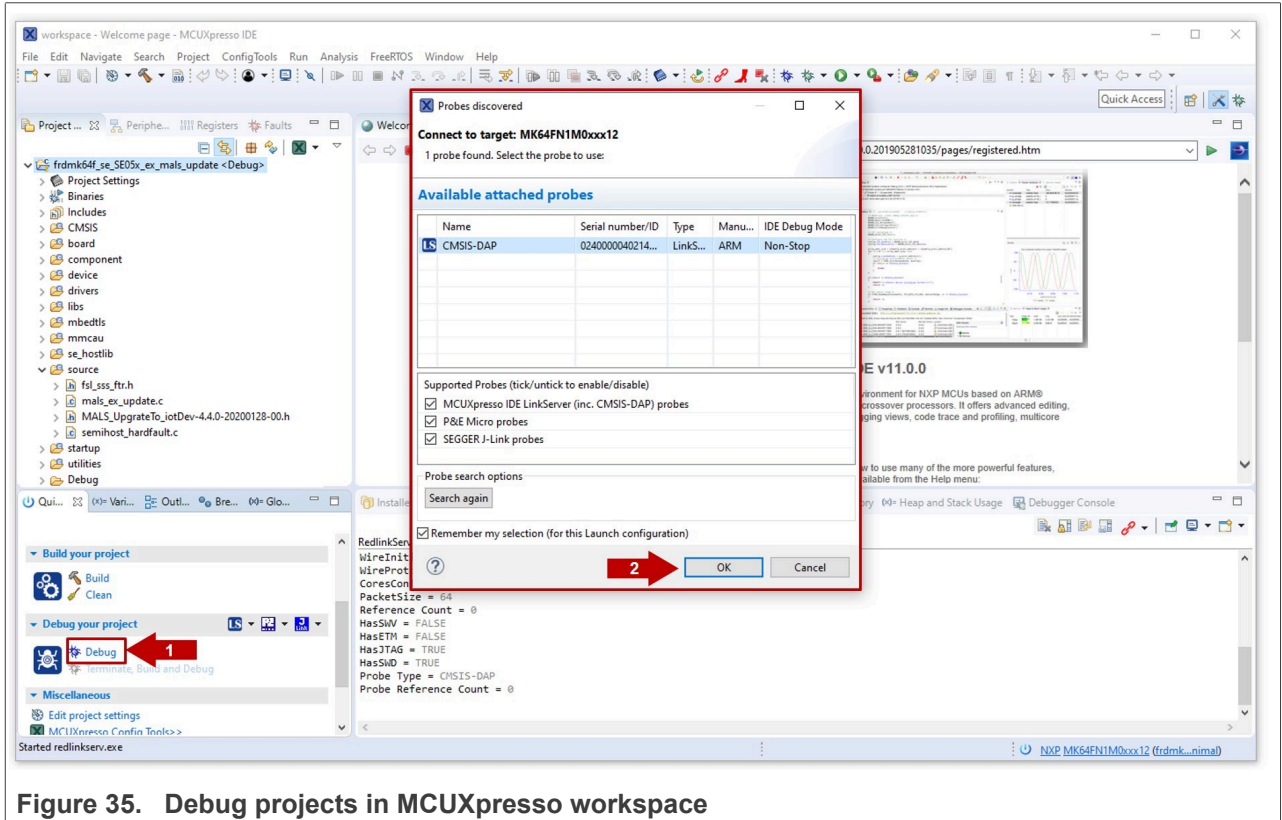 workspace - Welcome page - MCUXpresso IDE
File Edit Navigate Search Project ConfigTools Run Analysis FreeRTOS Window Help
Quick Access
Project ... Periphe... Registers Faults
Welcor
.0.201905281035/pages/registered.htm
frdmk64f_se_SE05x_ex_mals_update <Debug>
Project Settings
Binaries
Includes
CMSIS
board
component
device
drivers
libs
mbedtls
mmcau
se_hostlib
source
fsl_sss_ftr.h
mals_ex_update.c
MALS_UpgrateTo_iotDev-4.4.0-20200128-00.h
semihost_hardfault.c
startup
utilities
Debug
Probes discovered
Connect to target: MK64FN1M0xxx12
1 probe found. Select the probe to use:
Available attached probes
Name Serial number/ID Type Manu... IDE Debug Mode
LS CMSIS-DAP 0240000040214... LinkS... ARM Non-Stop
Supported Probes (tick/untick to enable/disable)
MCUXpresso IDE LinkServer (inc. CMSIS-DAP) probes
P&E Micro probes
SEGGER J-Link probes
Probe search options
Search again
Remember my selection (for this Launch configuration)
2 OK Cancel
E v11.0.0
vironment for NXP MCUs based on ARM®
crossover processors. It offers advanced editing,
ging views, code trace and profiling, multicore
w to use many of the more powerful features,
ailable from the Help menu:
Qui... (x)= Vari... Outl... Bre... (x)= Glo...
Build your project
Build
Clean
Debug your project
LS
Debug 1
Terminate, Build and Debug
Miscellaneous
Edit project settings
MCUXpresso Config Tools>>
Installe
ory Heap and Stack Usage Debugger Console
RedlinkServ
WireInit
WireProt
CoresCon
PacketSize = 64
Reference Count = 0
HasSWV = FALSE
HasETM = FALSE
HasJTAG = TRUE
HasSWD = TRUE
Probe Type = CMSIS-DAP
Probe Reference Count = 0
Started redlinkserv.exe
NXP MK64FN1M0xxx12 (frdmk...nimal)
Figure 35. Debug projects in MCUXpresso workspace